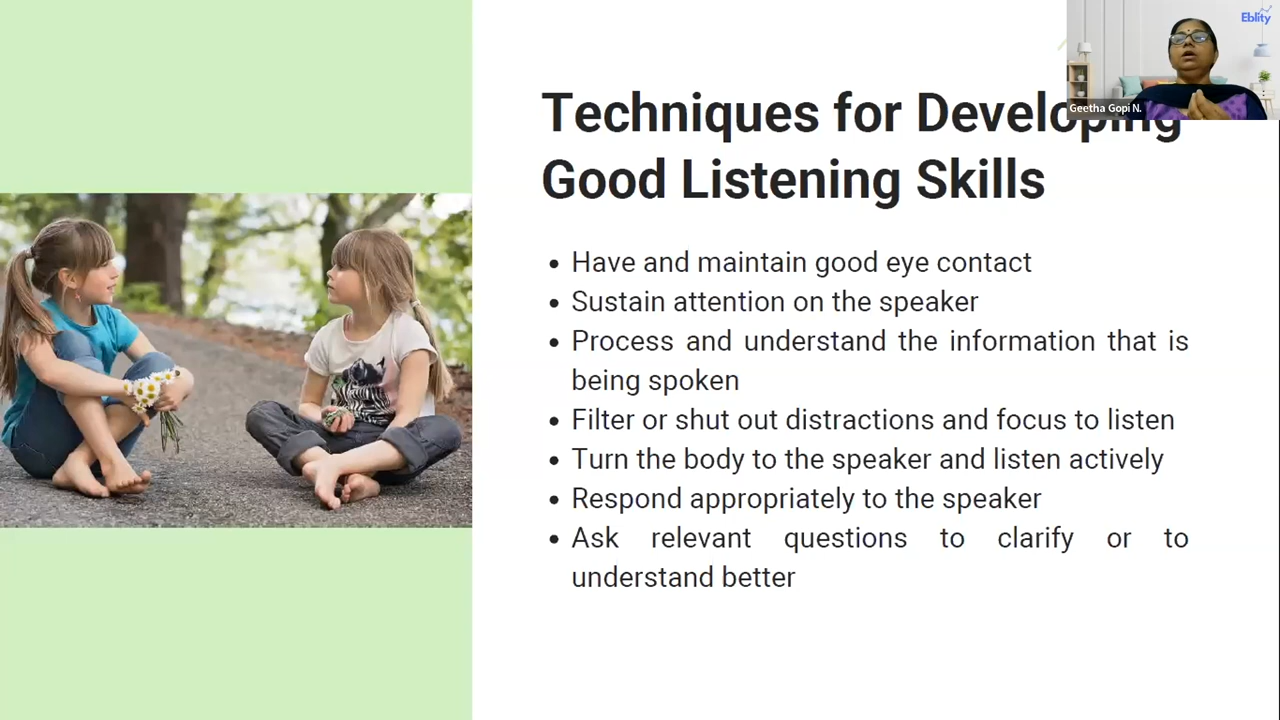 Eblity
Geetha Gopi N.
Techniques for Developing
Good Listening Skills
• Have and maintain good eye contact
• Sustain attention on the speaker
• Process and understand the information that is
being spoken
• Filter or shut out distractions and focus to listen
• Turn the body to the speaker and listen actively
• Respond appropriately to the speaker
• Ask relevant questions to clarify or to
understand better